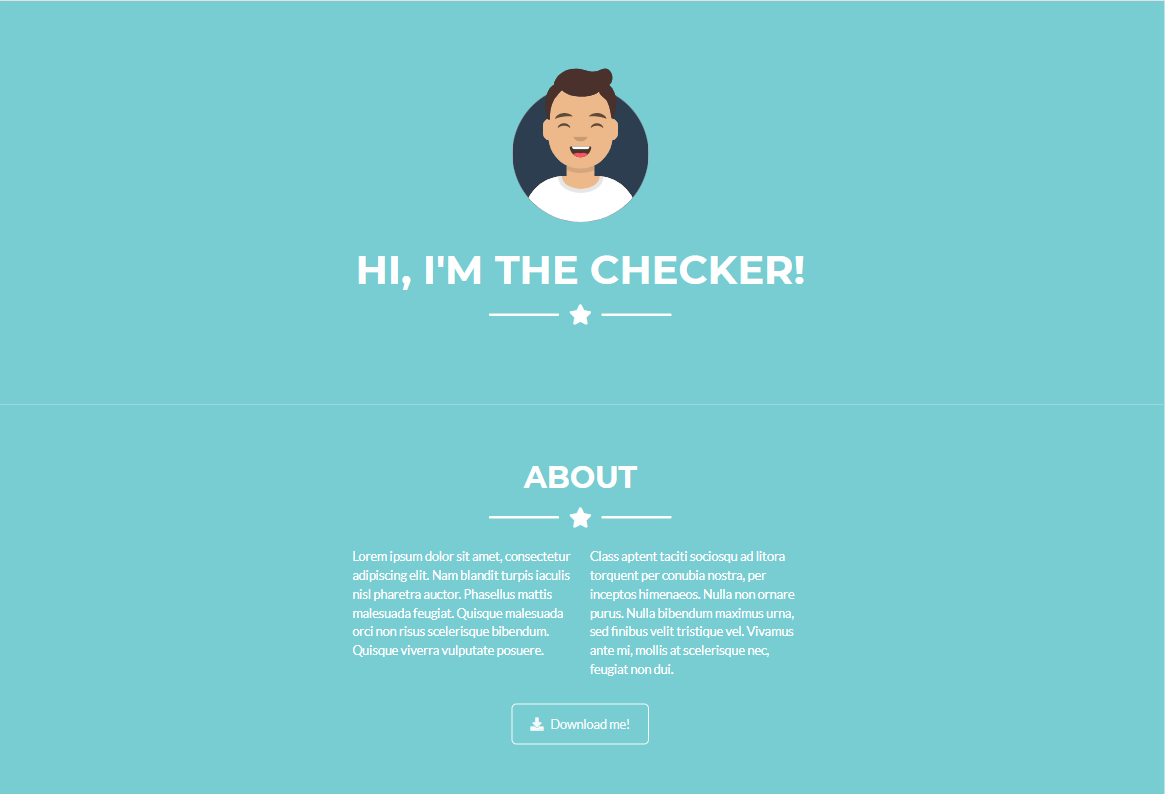 HI, I'M THE CHECKER!
ABOUT
Lorem ipsum dolor sit amet, consectetur
adipiscing elit. Nam blandit turpis iaculis
nisl pharetra auctor. Phasellus mattis
malesuada feugiat. Quisque malesuada
orci non risus scelerisque bibendum.
Quisque viverra vulputate posuere.
Class aptent taciti sociosqu ad litora
torquent per conubia nostra, per
inceptos himenaeos. Nulla non ornare
purus. Nulla bibendum maximus urna,
sed finibus velit tristique vel. Vivamus
ante mi, mollis at scelerisque nec,
feugiat non dui.
Download me!